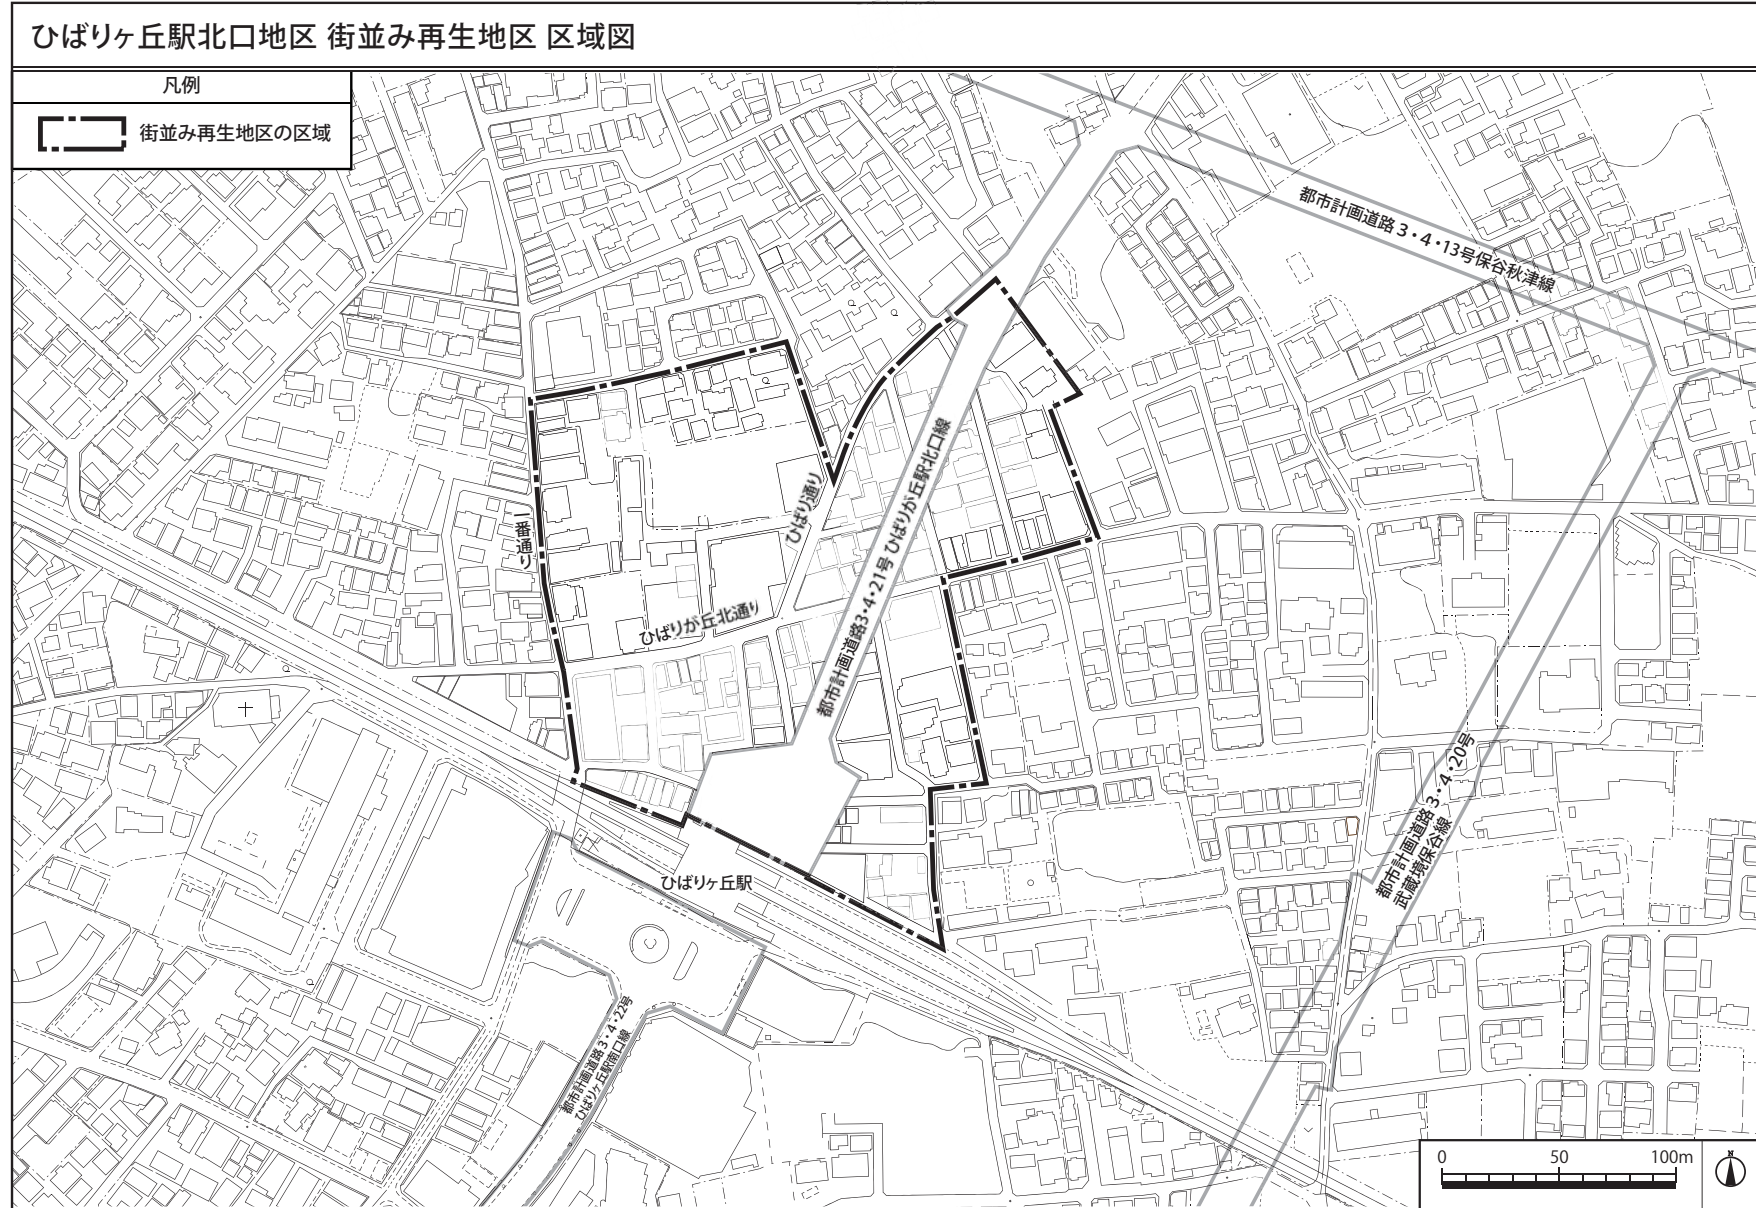 ひばりヶ丘駅北口地区 街並み再生地区 区域図
凡例
街並み再生地区の区域
都市計画道路3・4・13号保谷秋津線
都市計画道路3・4・21号 ひばりが丘駅北口線
ひばり通り
一番通り
ひばりが丘北通り
都市計画道路3・4・20号
武蔵境保谷線
ひばりヶ丘駅
都市計画道路3・4・22号
ひばりヶ丘駅南口線
0 50 100m
N